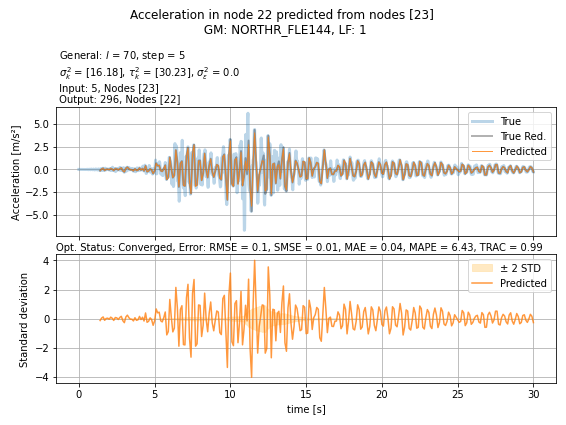 Acceleration in node 22 predicted from nodes [23]
GM: NORTHR_FLE144, LF: 1
General: l = 70, step = 5
σ²ₖ = [16.18], τ²ₖ = [30.23], σ²ε = 0.0
Input: 5, Nodes [23]
Output: 296, Nodes [22]
Acceleration [m/s²]
5.0
2.5
0.0
−2.5
−5.0
True
True Red.
Predicted
Opt. Status: Converged, Error: RMSE = 0.1, SMSE = 0.01, MAE = 0.04, MAPE = 6.43, TRAC = 0.99
Standard deviation
4
2
0
−2
−4
± 2 STD
Predicted
0 5 10 15 20 25 30
time [s]